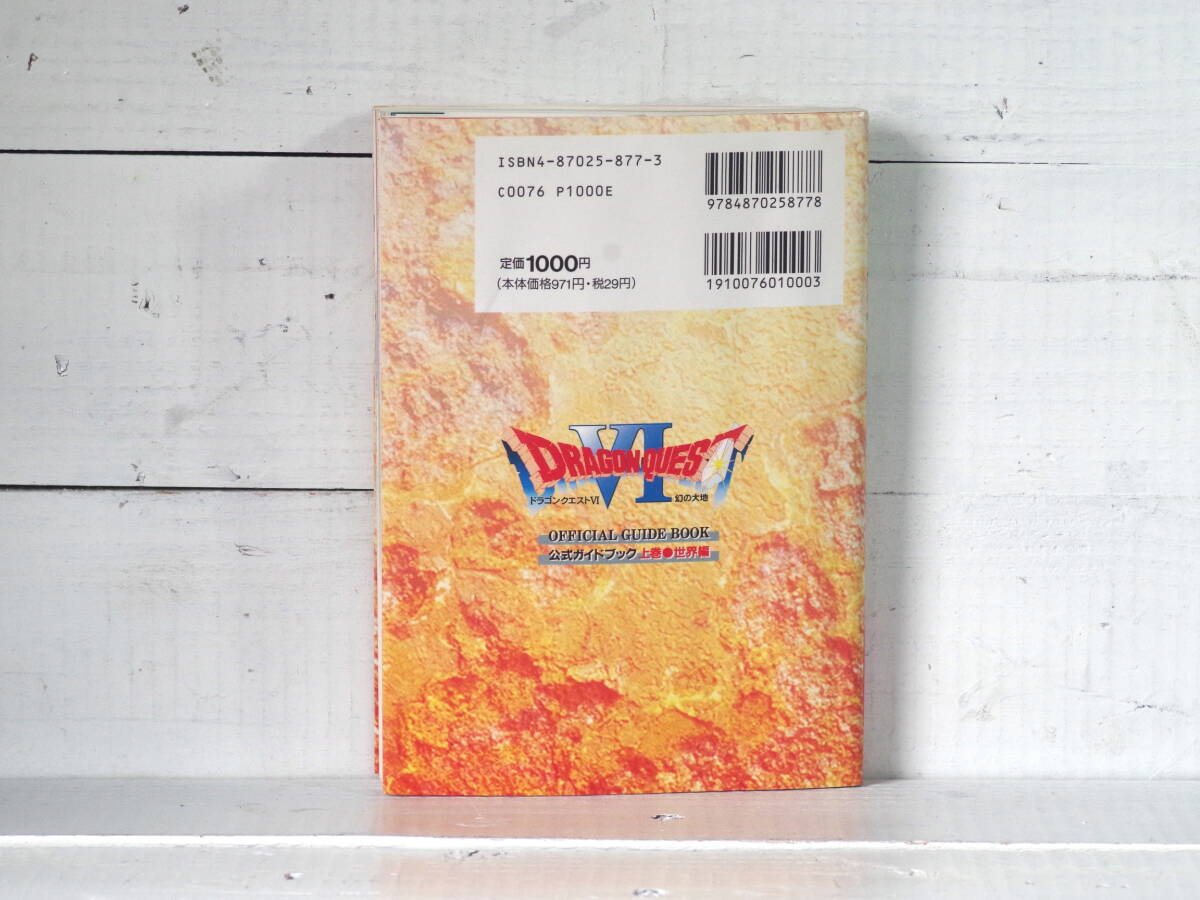 ISBN4-87025-877-3
C0076 P1000E
9784870258778
定価1000円
(本体価格971円・税29円)
1910076010003
VI
DRAGON QUEST
ドラゴンクエストVI 幻の大地
OFFICIAL GUIDE BOOK
公式ガイドブック 上巻●世界編